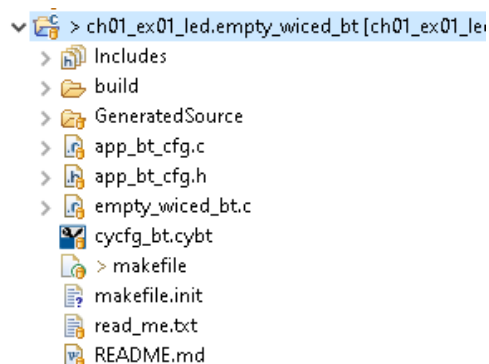 > ch01_ex01_led.empty_wiced_bt [ch01_ex01_le
Includes
build
GeneratedSource
app_bt_cfg.c
app_bt_cfg.h
empty_wiced_bt.c
cycfg_bt.cybt
> makefile
makefile.init
read_me.txt
README.md